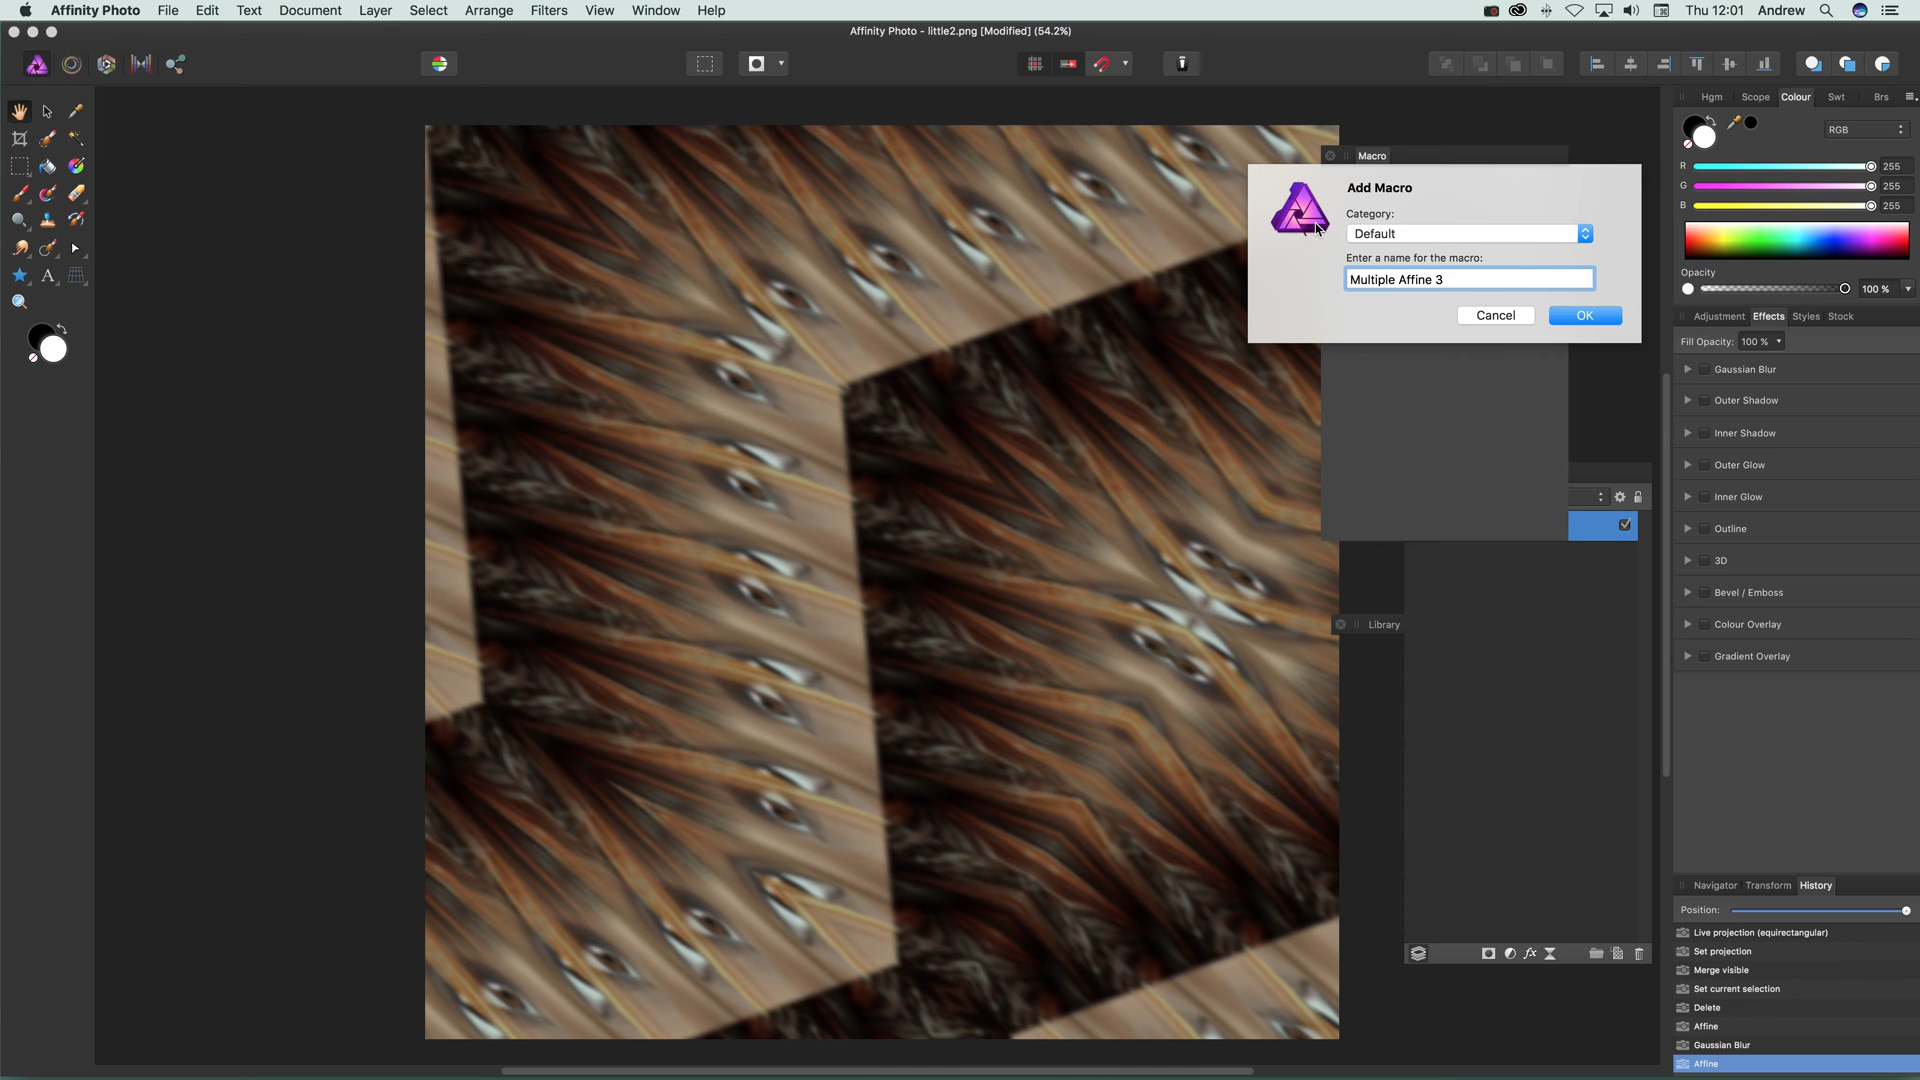 Affinity Photo File Edit Text Document Layer Select Arrange Filters View Window Help Thu 12:01 Andrew
Affinity Photo - little2.png [Modified] (54.2%)
Hgm Scope Colour Swt Brs
RGB
R 255
G 255
B 255
Opacity
100 %
Macro
Add Macro
Category:
Default
Enter a name for the macro:
Multiple Affine 3
Cancel OK
Library
Adjustment Effects Styles Stock
Fill Opacity: 100 %
Gaussian Blur
Outer Shadow
Inner Shadow
Outer Glow
Inner Glow
Outline
3D
Bevel / Emboss
Colour Overlay
Gradient Overlay
Navigator Transform History
Position:
Live projection (equirectangular)
Set projection
Merge visible
Set current selection
Delete
Affine
Gaussian Blur
Affine